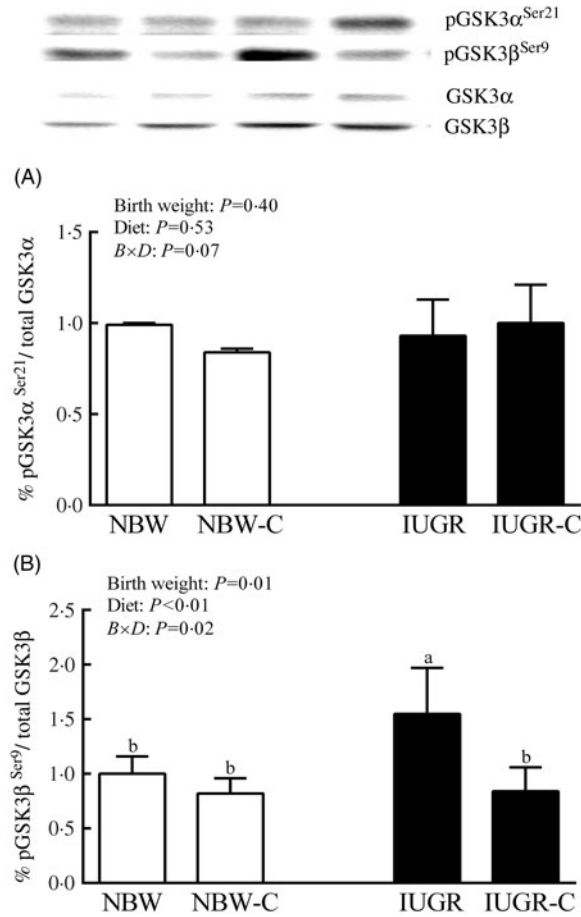 pGSK3α^Ser21
pGSK3β^Ser9
GSK3α
GSK3β
(A)
Birth weight: P=0·40
Diet: P=0·53
B×D: P=0·07
% pGSK3α Ser21/ total GSK3α
1·5
1·0
0·5
0·0
NBW NBW-C IUGR IUGR-C
(B)
Birth weight: P=0·01
Diet: P<0·01
B×D: P=0·02
% pGSK3β Ser9/ total GSK3β
2·5
2·0
1·5
1·0
0·5
0·0
b b a b
NBW NBW-C IUGR IUGR-C